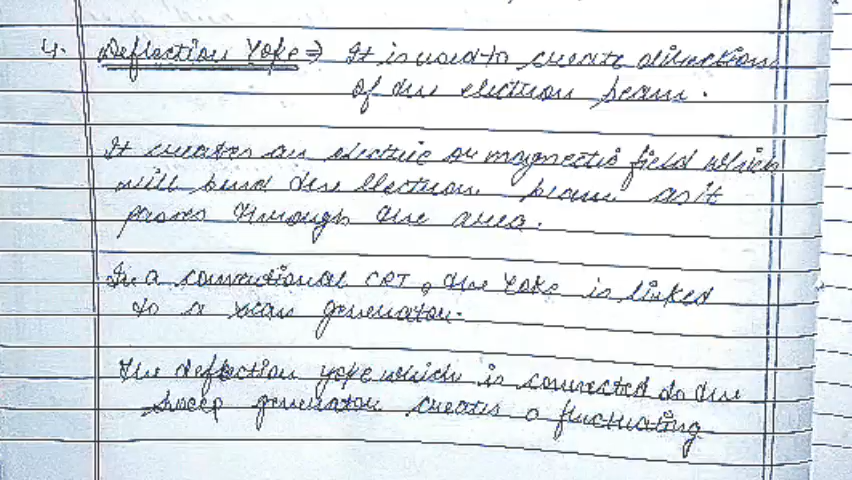 4. Deflection Yoke ⇒ It is used to create direction
of the electron beam.
It creates an electric or magnetic field which
will bend the electron beam as it
passes through the area.
In a conventional CRT, the Yoke is linked
to a scan generator.
The deflection yoke which is connected to the
sweep generator creates a fluctuating